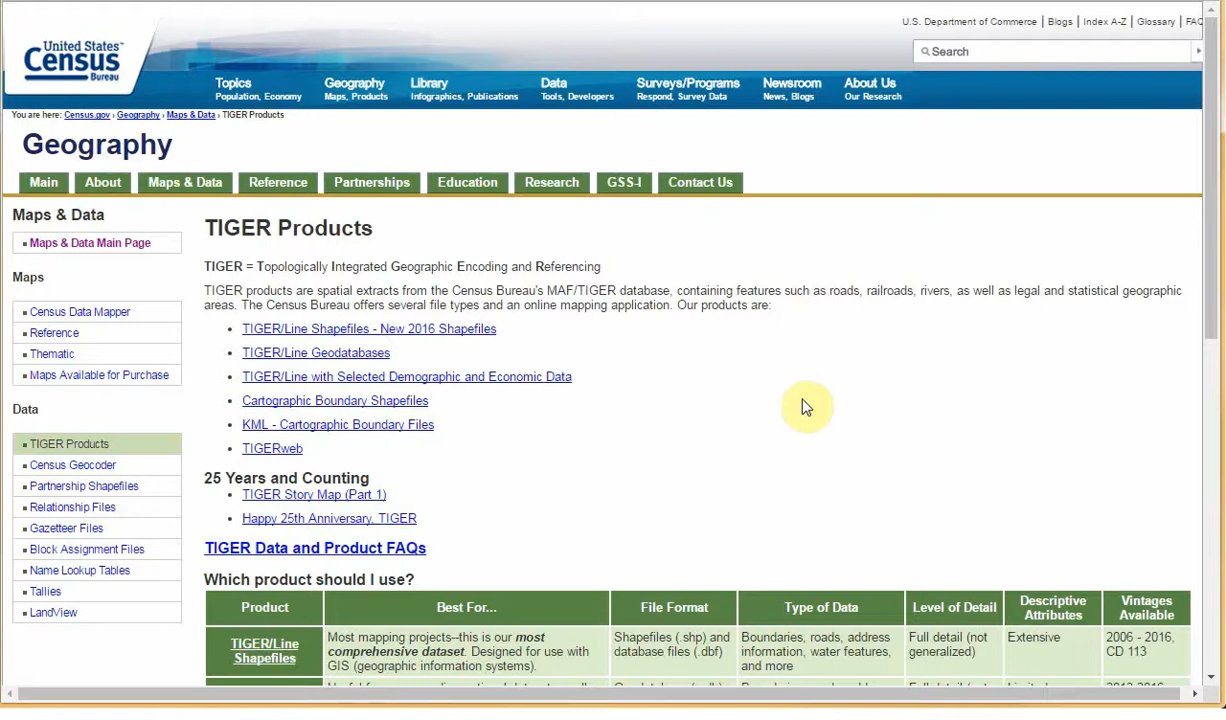 U.S. Department of Commerce | Blogs | Index A-Z | Glossary | FAQ
United States™
Census
Bureau
Search
Topics
Population, Economy
Geography
Maps, Products
Library
Infographics, Publications
Data
Tools, Developers
Surveys/Programs
Respond, Survey Data
Newsroom
News, Blogs
About Us
Our Research
You are here: Census.gov › Geography › Maps & Data › TIGER Products
Geography
Main
About
Maps & Data
Reference
Partnerships
Education
Research
GSS-I
Contact Us
Maps & Data
Maps & Data Main Page
Maps
Census Data Mapper
Reference
Thematic
Maps Available for Purchase
Data
TIGER Products
Census Geocoder
Partnership Shapefiles
Relationship Files
Gazetteer Files
Block Assignment Files
Name Lookup Tables
Tallies
LandView
TIGER Products
TIGER = Topologically Integrated Geographic Encoding and Referencing
TIGER products are spatial extracts from the Census Bureau's MAF/TIGER database, containing features such as roads, railroads, rivers, as well as legal and statistical geographic
areas. The Census Bureau offers several file types and an online mapping application. Our products are:
TIGER/Line Shapefiles - New 2016 Shapefiles
TIGER/Line Geodatabases
TIGER/Line with Selected Demographic and Economic Data
Cartographic Boundary Shapefiles
KML - Cartographic Boundary Files
TIGERweb
25 Years and Counting
TIGER Story Map (Part 1)
Happy 25th Anniversary, TIGER
TIGER Data and Product FAQs
Which product should I use?
Product
Best For...
File Format
Type of Data
Level of Detail
Descriptive
Attributes
Vintages
Available
TIGER/Line
Shapefiles
Most mapping projects--this is our most
comprehensive dataset. Designed for use with
GIS (geographic information systems).
Shapefiles (.shp) and
database files (.dbf)
Boundaries, roads, address
information, water features,
and more
Full detail (not
generalized)
Extensive
2006 - 2016,
CD 113